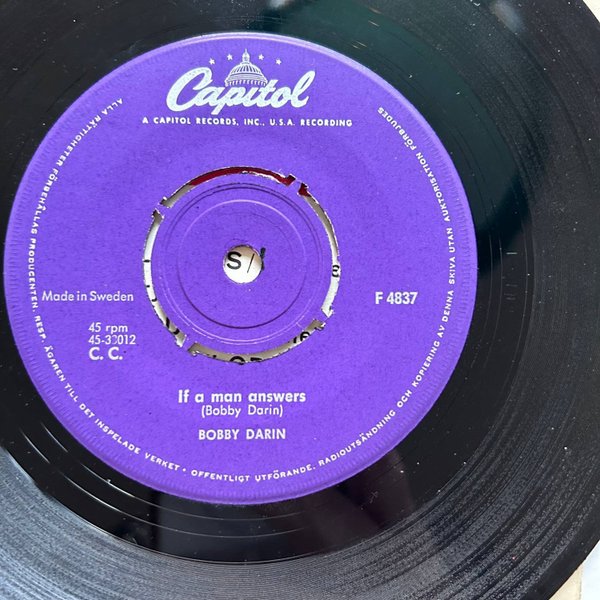 Capitol
A CAPITOL RECORDS, INC., U.S.A. RECORDING
ALLA RÄTTIGHETER FÖRBEHÅLLAS PRODUCENTEN, RESP. ÄGAREN TILL DET INSPELADE VERKET • OFFENTLIGT UTFÖRANDE, RADIOUTSÄNDNING OCH KOPIERING AV DENNA SKIVA UTAN AUKTORISATION FÖRBJUDES
S/
Made in Sweden
F 4837
45 rpm
C. C.
If a man answers
(Bobby Darin)
BOBBY DARIN